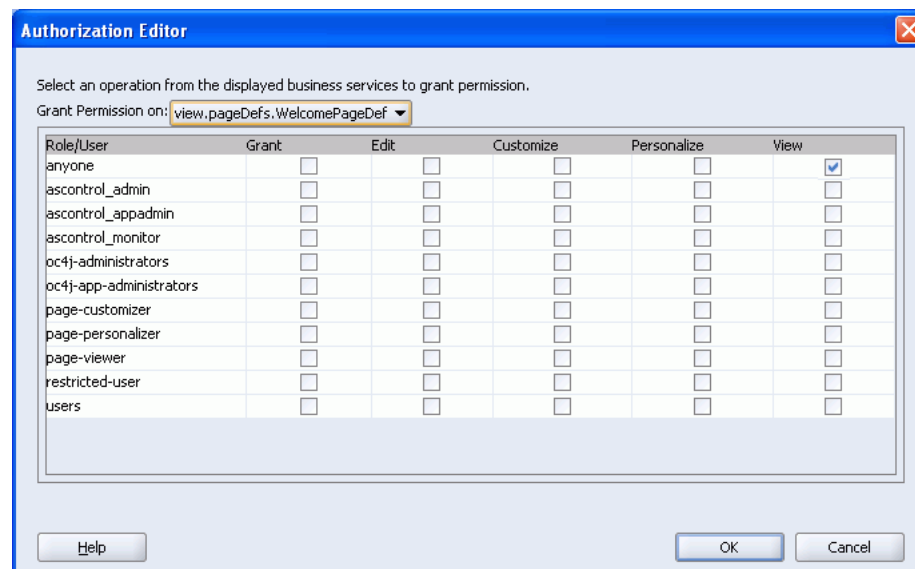 Authorization Editor
Select an operation from the displayed business services to grant permission.
Grant Permission on: view.pageDefs.WelcomePageDef
Role/User Grant Edit Customize Personalize View
anyone
ascontrol_admin
ascontrol_appadmin
ascontrol_monitor
oc4j-administrators
oc4j-app-administrators
page-customizer
page-personalizer
page-viewer
restricted-user
users
Help OK Cancel